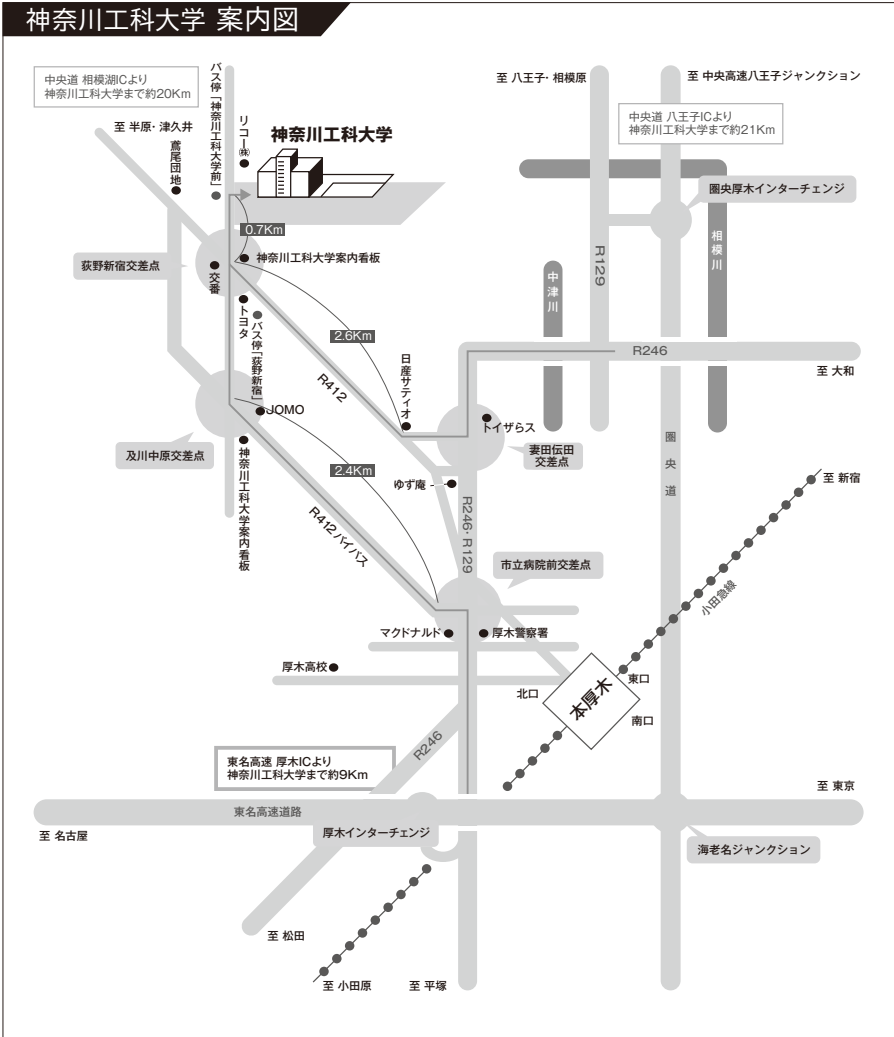 神奈川工科大学 案内図
中央道 相模湖ICより
神奈川工科大学まで約20Km
バス停「神奈川工科大学前」
リコー㈱
神奈川工科大学
至 八王子・相模原
至 中央高速八王子ジャンクション
中央道 八王子ICより
神奈川工科大学まで約21Km
至 半原・津久井
鳶尾団地
圏央厚木インターチェンジ
0.7Km
荻野新宿交差点
交番
神奈川工科大学案内看板
相模川
R129
中津川
トヨタ
バス停「荻野新宿」
2.6Km
R246
日産サティオ
至 大和
R412
JOMO
トイザらス
及川中原交差点
神奈川工科大学案内看板
妻田伝田
交差点
圏央道
2.4Km
ゆず庵
至 新宿
R412 バイパス
R246・R129
市立病院前交差点
小田急線
マクドナルド
厚木警察署
厚木高校
北口
本厚木
東口
南口
R246
東名高速 厚木ICより
神奈川工科大学まで約9Km
至 東京
東名高速道路
至 名古屋
厚木インターチェンジ
海老名ジャンクション
至 松田
至 小田原
至 平塚